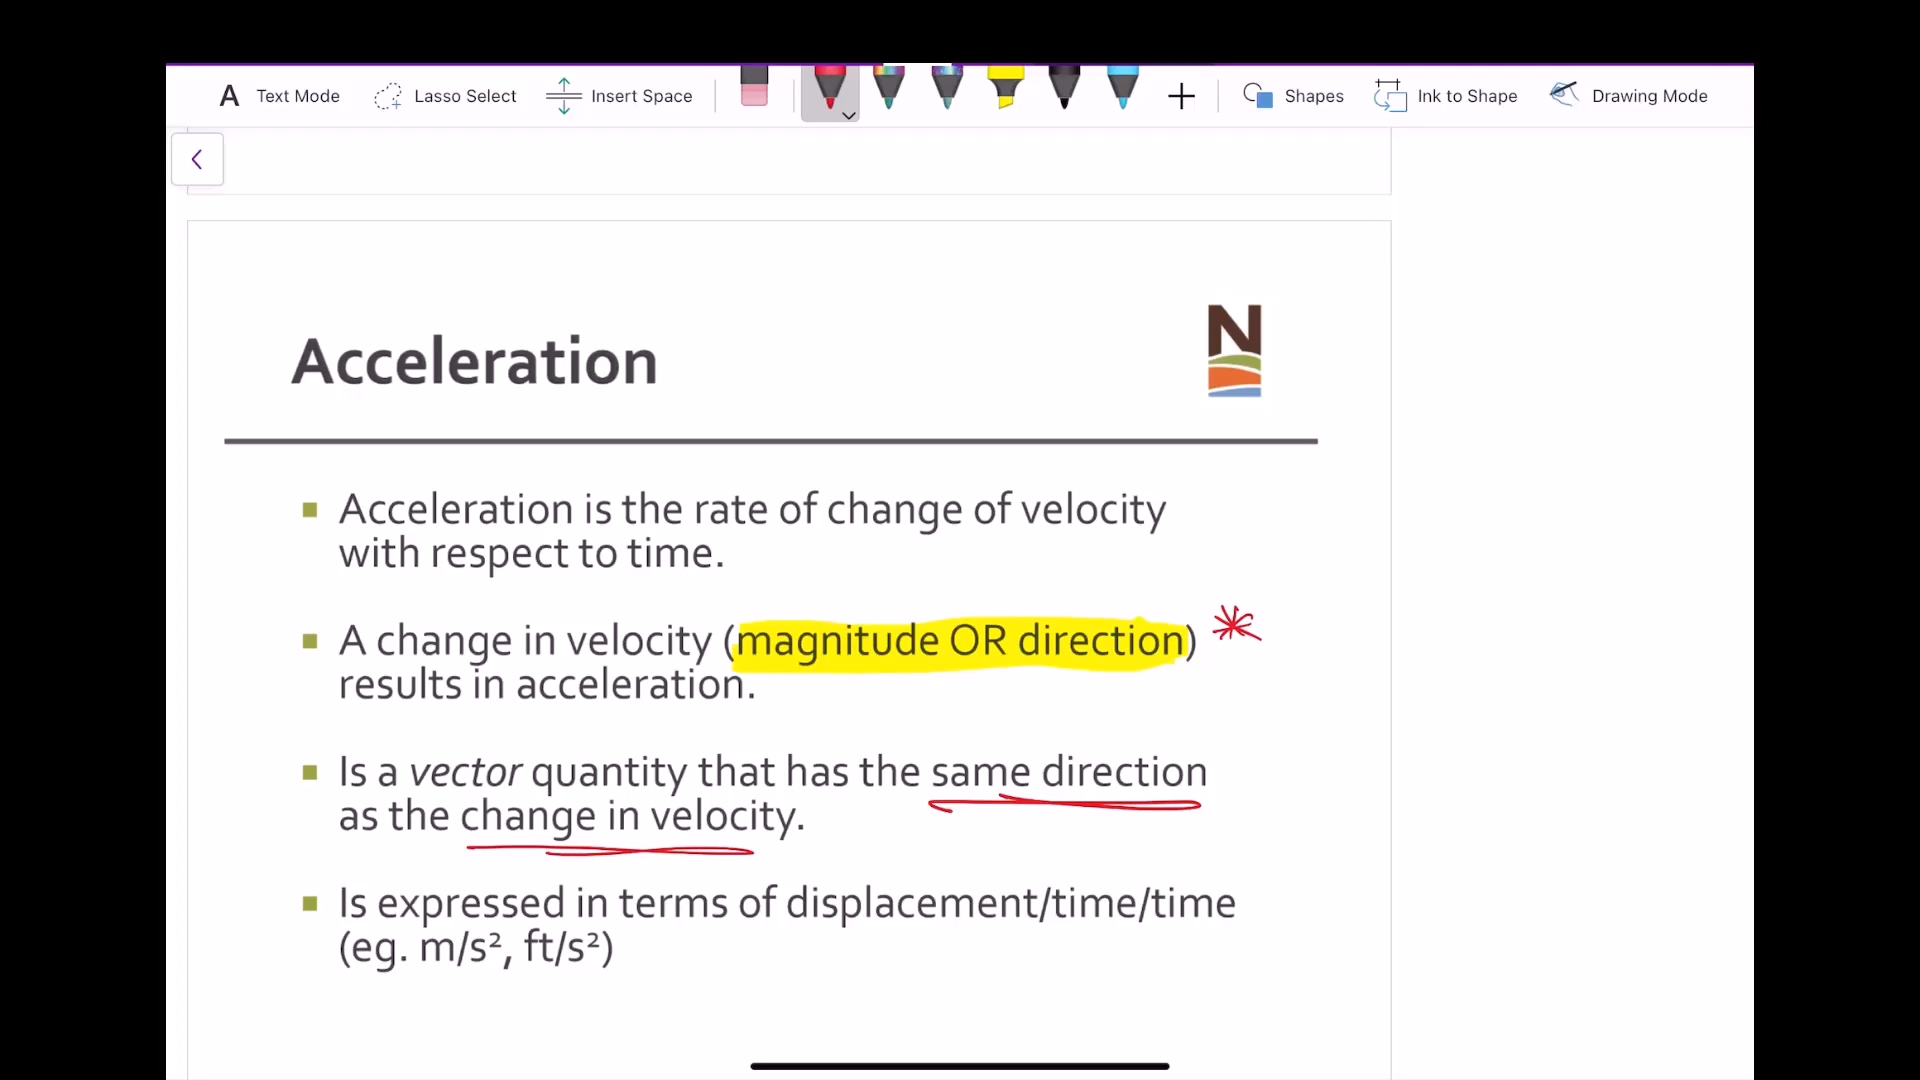 A Text Mode Lasso Select Insert Space Shapes Ink to Shape Drawing Mode
N
Acceleration
Acceleration is the rate of change of velocity
with respect to time.
A change in velocity (magnitude OR direction)
results in acceleration.
Is a vector quantity that has the same direction
as the change in velocity.
Is expressed in terms of displacement/time/time
(eg. m/s², ft/s²)